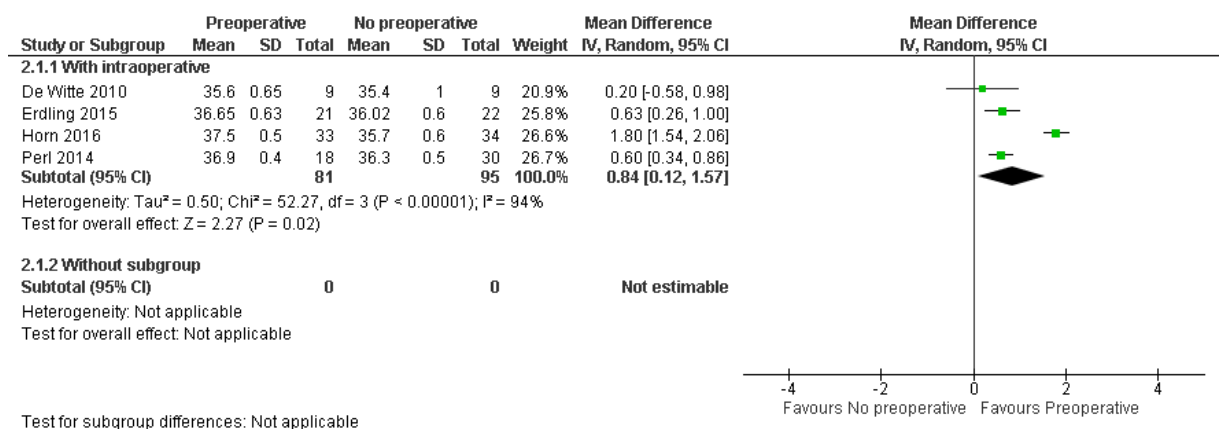 Preoperative No preoperative Mean Difference Mean Difference
Study or Subgroup Mean SD Total Mean SD Total Weight IV, Random, 95% CI IV, Random, 95% CI
2.1.1 With intraoperative
De Witte 2010 35.6 0.65 9 35.4 1 9 20.9% 0.20 [-0.58, 0.98]
Erdling 2015 36.65 0.63 21 36.02 0.6 22 25.8% 0.63 [0.26, 1.00]
Horn 2016 37.5 0.5 33 35.7 0.6 34 26.6% 1.80 [1.54, 2.06]
Perl 2014 36.9 0.4 18 36.3 0.5 30 26.7% 0.60 [0.34, 0.86]
Subtotal (95% CI) 81 95 100.0% 0.84 [0.12, 1.57]
Heterogeneity: Tau² = 0.50; Chi² = 52.27, df = 3 (P < 0.00001); I² = 94%
Test for overall effect: Z = 2.27 (P = 0.02)
2.1.2 Without subgroup
Subtotal (95% CI) 0 0 Not estimable
Heterogeneity: Not applicable
Test for overall effect: Not applicable
-4 -2 0 2 4
Favours No preoperative Favours Preoperative
Test for subgroup differences: Not applicable